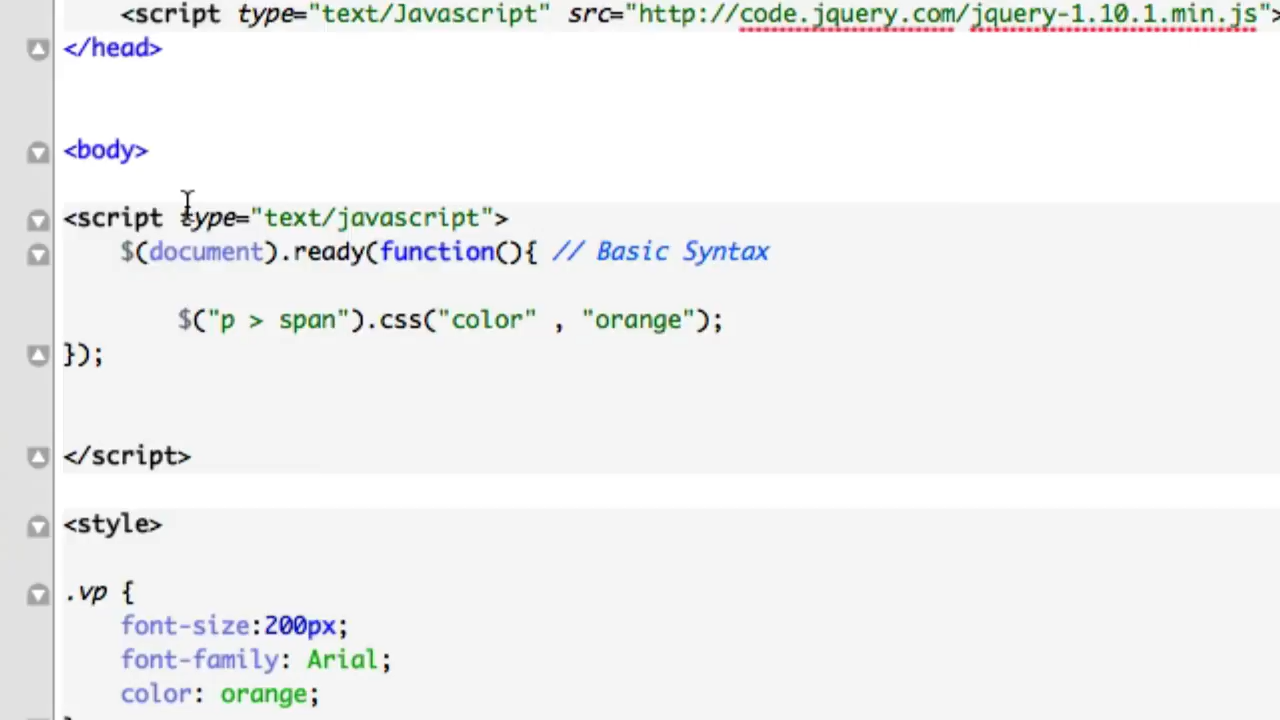 <script type="text/Javascript" src="http://code.jquery.com/jquery-1.10.1.min.js">
</head>
<body>
<script type="text/javascript">
$(document).ready(function(){ // Basic Syntax
$("p > span").css("color" , "orange");
});
</script>
<style>
.vp {
font-size:200px;
font-family: Arial;
color: orange;